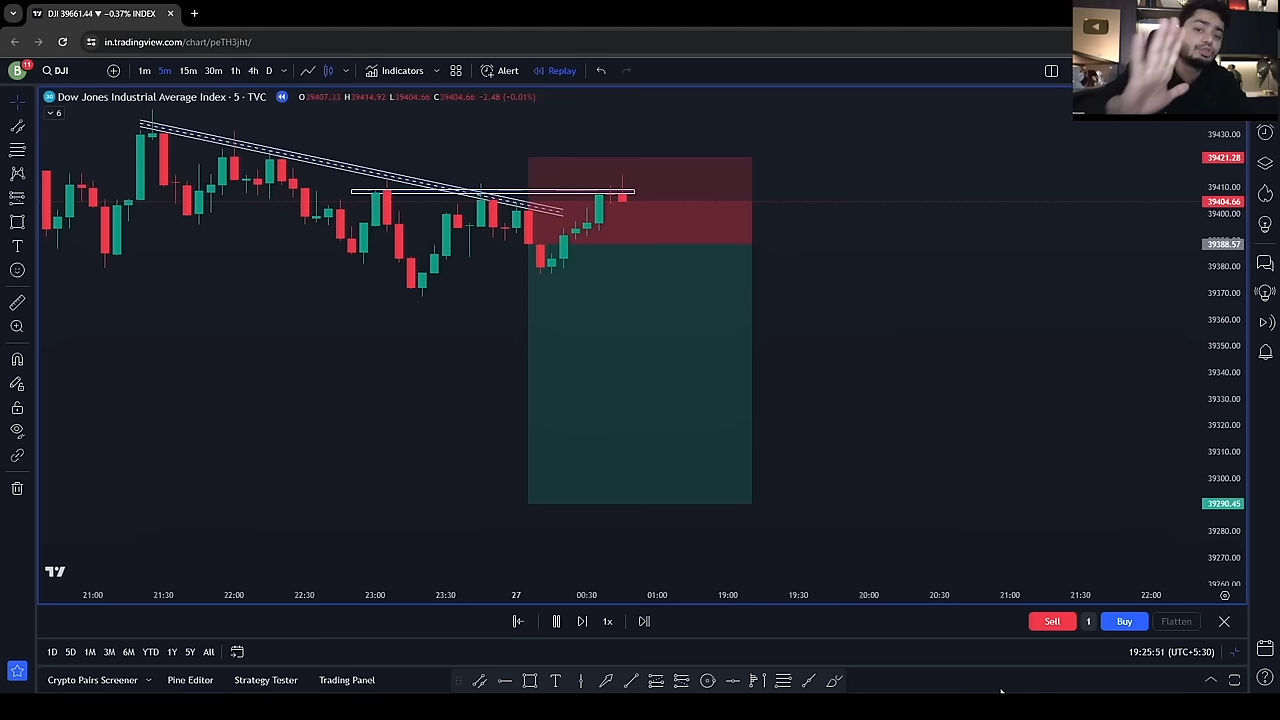 DJI 39661.44 ▼ −0.37% INDEX
in.tradingview.com/chart/peTH3jht/
B 11 DJI 1m 5m 15m 30m 1h 4h D Indicators Alert Replay
Dow Jones Industrial Average Index · 5 · TVC O39407.33 H39414.92 L39404.66 C39404.66 −2.48 (−0.01%)
6
39430.00
39421.28
39410.00
39404.66
39400.00
39388.57
39380.00
39370.00
39360.00
39350.00
39340.00
39330.00
39320.00
39310.00
39300.00
39290.45
39280.00
39270.00
39260.00
21:00 21:30 22:00 22:30 23:00 23:30 27 00:30 01:00 19:00 19:30 20:00 20:30 21:00 21:30 22:00
1x Sell 1 Buy Flatten
1D 5D 1M 3M 6M YTD 1Y 5Y All 19:25:51 (UTC+5:30)
Crypto Pairs Screener Pine Editor Strategy Tester Trading Panel